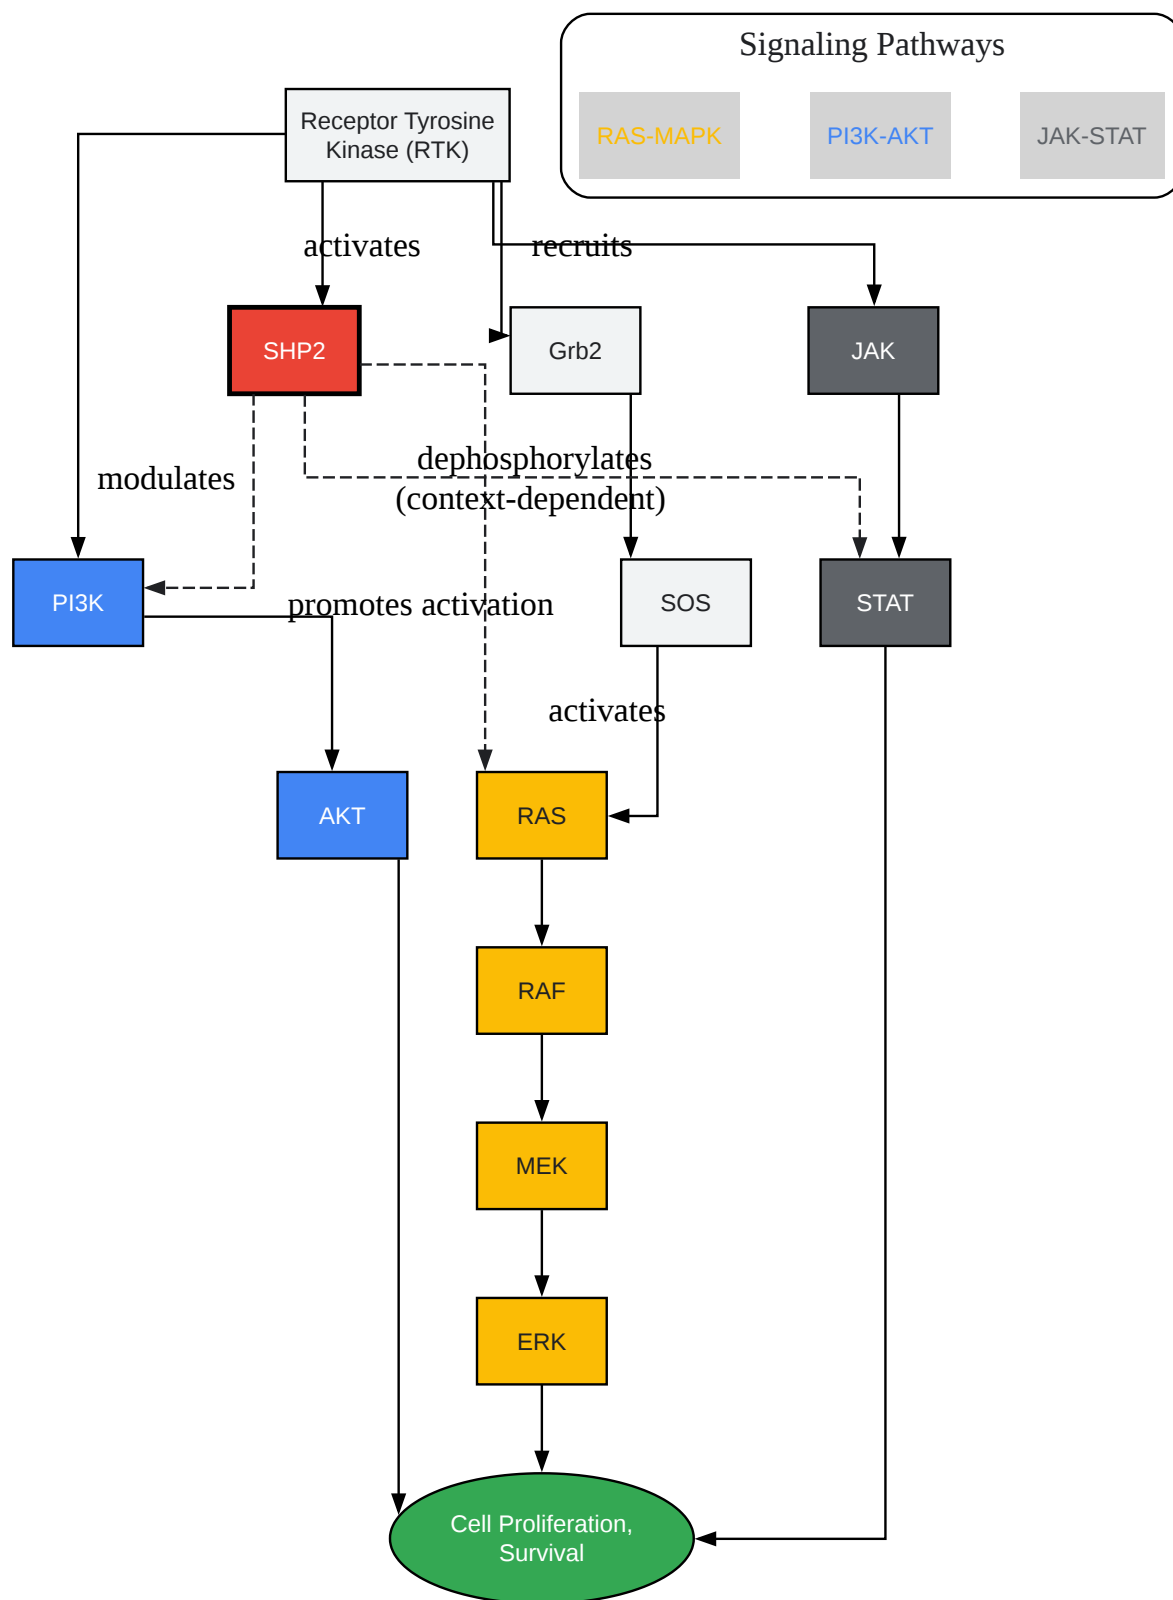 Signaling Pathways
RAS-MAPK
PI3K-AKT
JAK-STAT
Receptor Tyrosine
Kinase (RTK)
activates
recruits
SHP2
Grb2
JAK
modulates
dephosphorylates
(context-dependent)
PI3K
promotes activation
SOS
STAT
activates
AKT
RAS
RAF
MEK
ERK
Cell Proliferation,
Survival